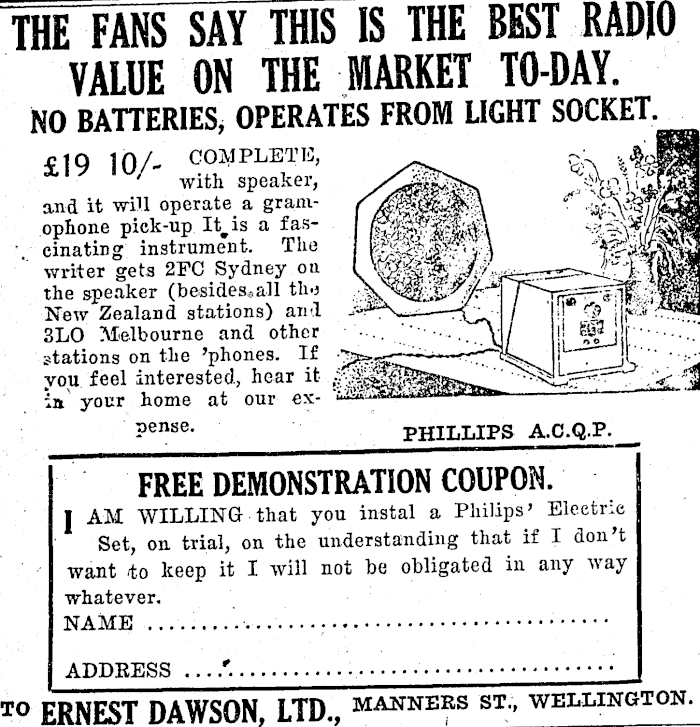 THE FANS SAY THIS IS THE BEST RADIO
VALUE ON THE MARKET TO-DAY.
NO BATTERIES, OPERATES FROM LIGHT SOCKET.
£19 10/- COMPLETE,
with speaker,
and it will operate a gram-
ophone pick-up It is a fas-
cinating instrument. The
writer gets 2FC Sydney on
the speaker (besides all the
New Zealand stations) and
3LO Melbourne and other
stations on the 'phones. If
you feel interested, hear it
in your home at our ex-
pense.
PHILLIPS A.C.Q.P.
FREE DEMONSTRATION COUPON.
I AM WILLING that you instal a Philips' Electric
Set, on trial, on the understanding that if I don't
want to keep it I will not be obligated in any way
whatever.
NAME ..........................................
ADDRESS ..........................................
TO ERNEST DAWSON, LTD., MANNERS ST., WELLINGTON.